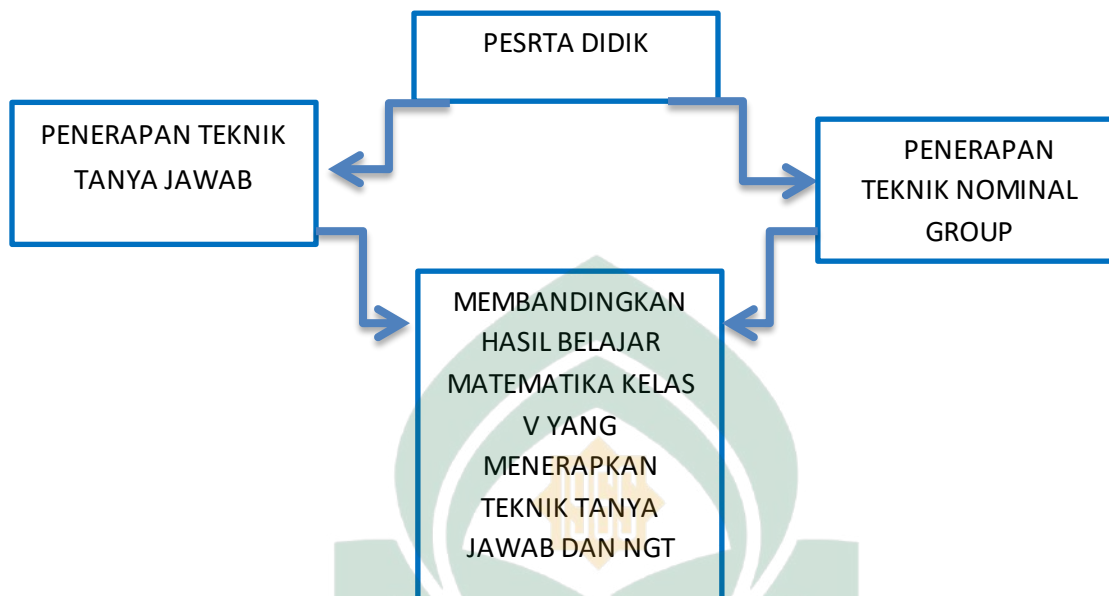 PESRTA DIDIK
PENERAPAN TEKNIK
TANYA JAWAB
PENERAPAN
TEKNIK NOMINAL
GROUP
MEMBANDINGKAN
HASIL BELAJAR
MATEMATIKA KELAS
V YANG
MENERAPKAN
TEKNIK TANYA
JAWAB DAN NGT